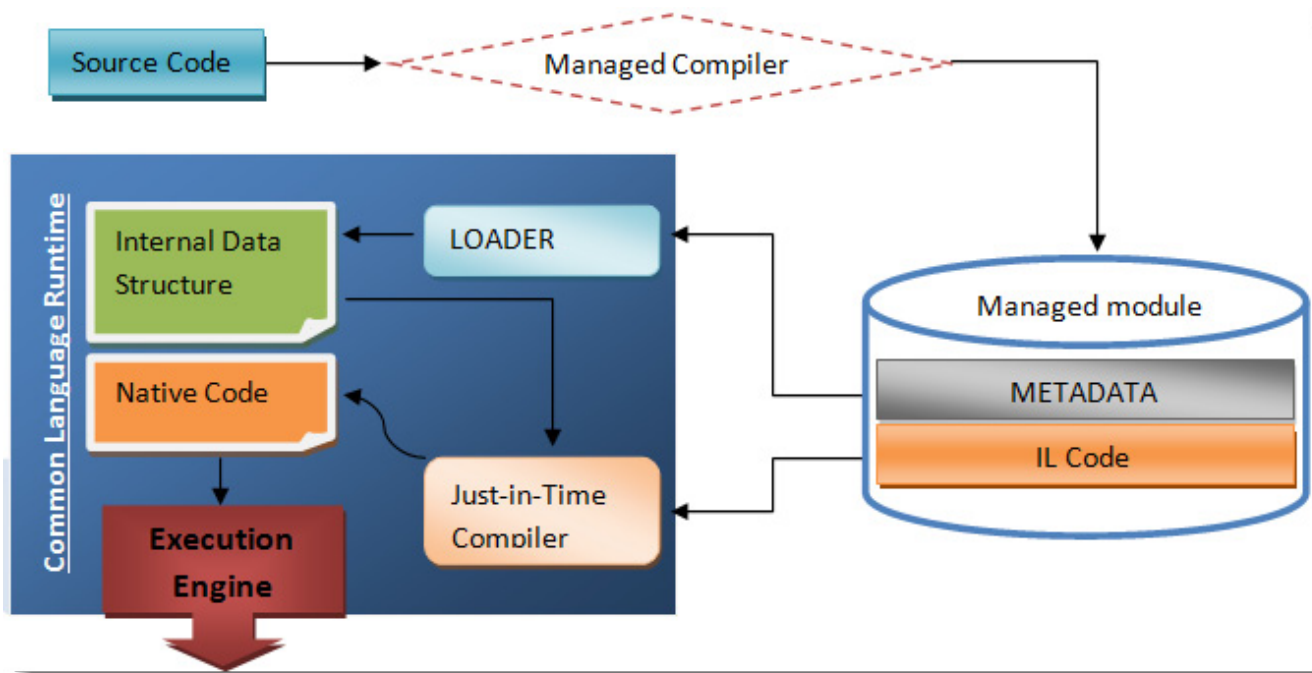 Source Code
Managed Compiler
Common Language Runtime
Internal Data
Structure
LOADER
Managed module
METADATA
Native Code
IL Code
Just-in-Time
Compiler
Execution
Engine